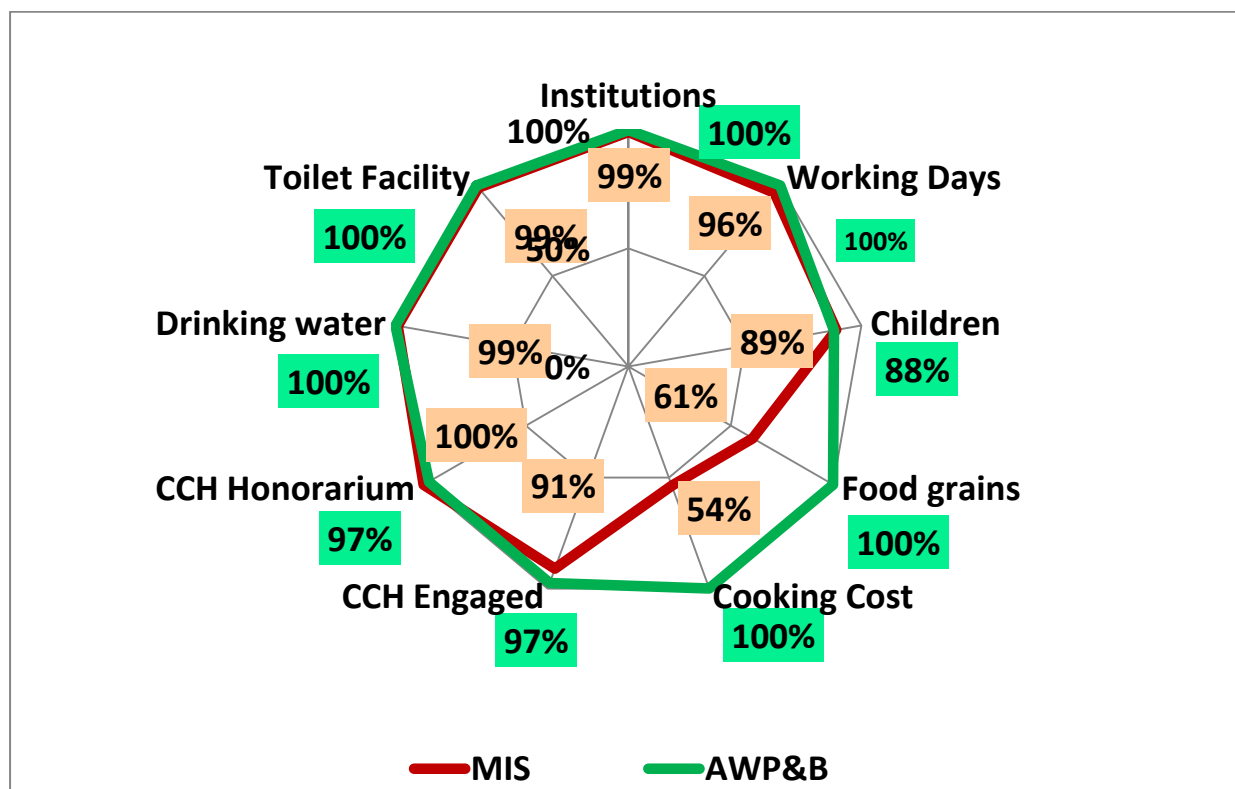 Institutions
100%
100%
99%
Toilet Facility
Working Days
100%
99%
50%
96%
100%
Drinking water
99%
0%
89%
Children
100%
88%
61%
100%
CCH Honorarium
91%
54%
Food grains
97%
100%
CCH Engaged
Cooking Cost
97%
100%
MIS
AWP&B